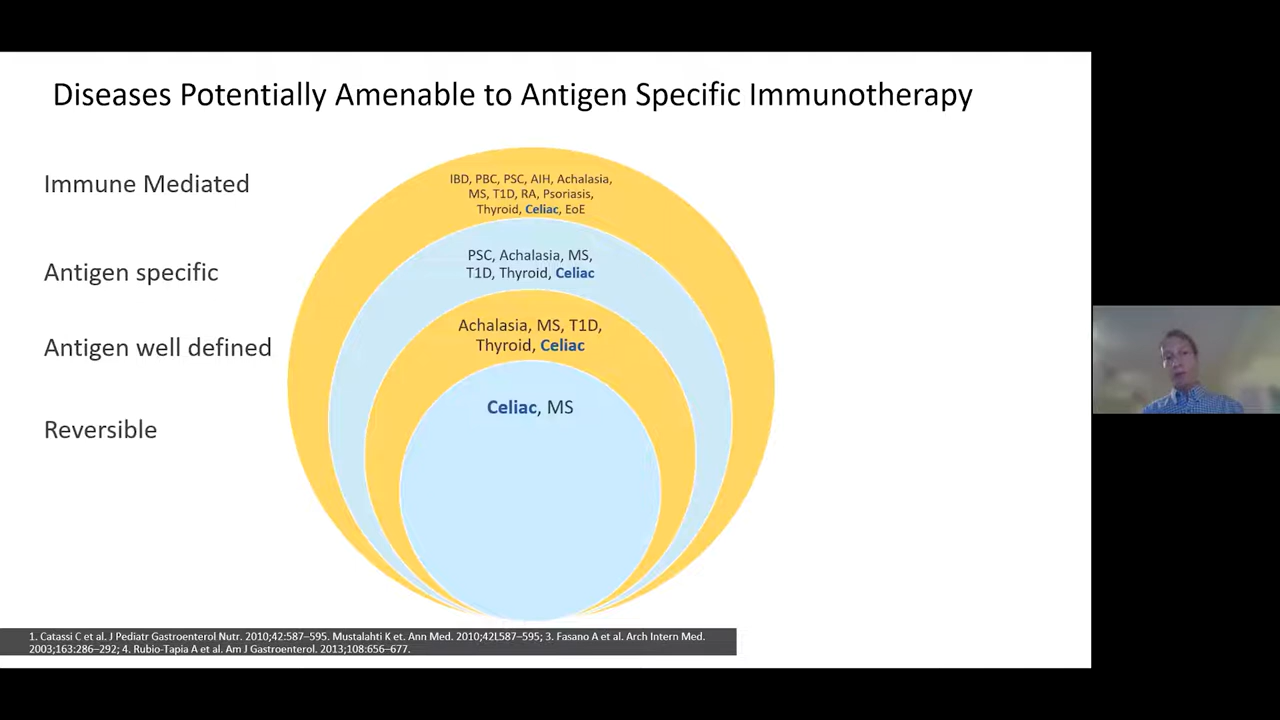 Diseases Potentially Amenable to Antigen Specific Immunotherapy
Immune Mediated
IBD, PBC, PSC, AIH, Achalasia,
MS, T1D, RA, Psoriasis,
Thyroid, Celiac, EoE
Antigen specific
PSC, Achalasia, MS,
T1D, Thyroid, Celiac
Antigen well defined
Achalasia, MS, T1D,
Thyroid, Celiac
Reversible
Celiac, MS
1. Catassi C et al. J Pediatr Gastroenterol Nutr. 2010;42:587–595. Mustalahti K et. Ann Med. 2010;42L587–595; 3. Fasano A et al. Arch Intern Med.
2003;163:286–292; 4. Rubio-Tapia A et al. Am J Gastroenterol. 2013;108:656–677.